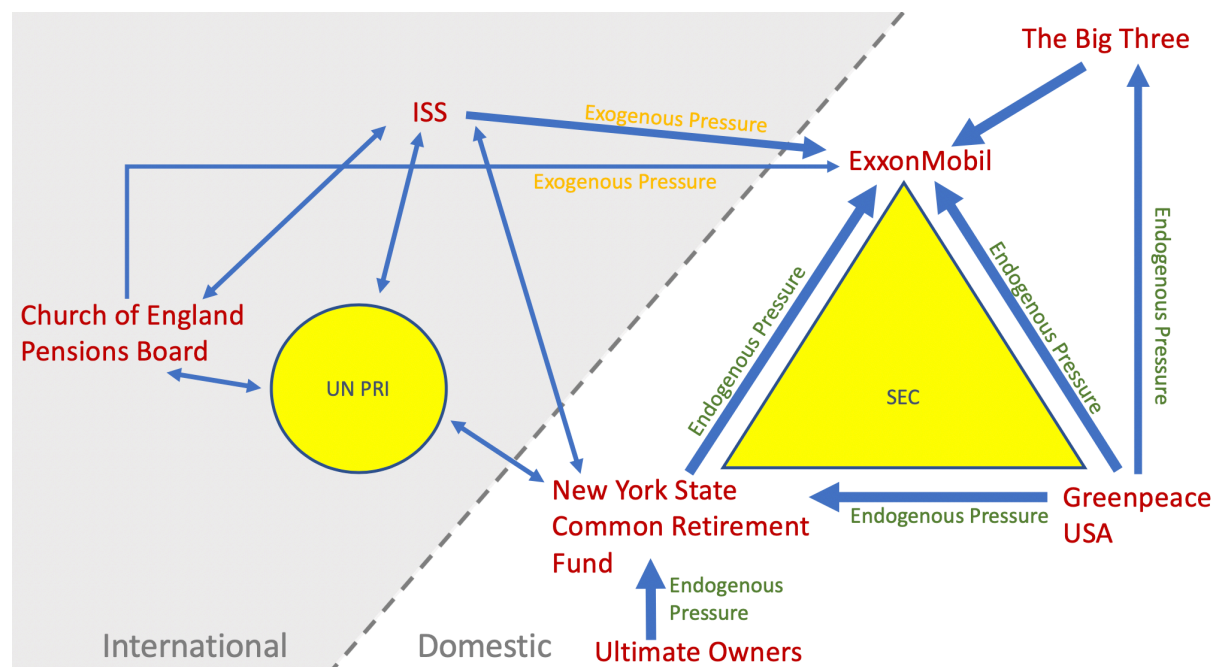 The Big Three
ISS
Exogenous Pressure
ExxonMobil
Exogenous Pressure
Endogenous Pressure
Endogenous Pressure
Endogenous Pressure
Church of England
Pensions Board
UN PRI
SEC
New York State
Common Retirement
Fund
Endogenous Pressure
Greenpeace
USA
Endogenous
Pressure
International
Domestic
Ultimate Owners